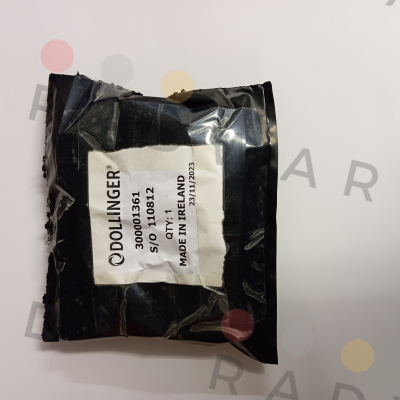 DOLLINGER®
300001361
S/O 110812
QTY: 1
MADE IN IRELAND
23/11/2023